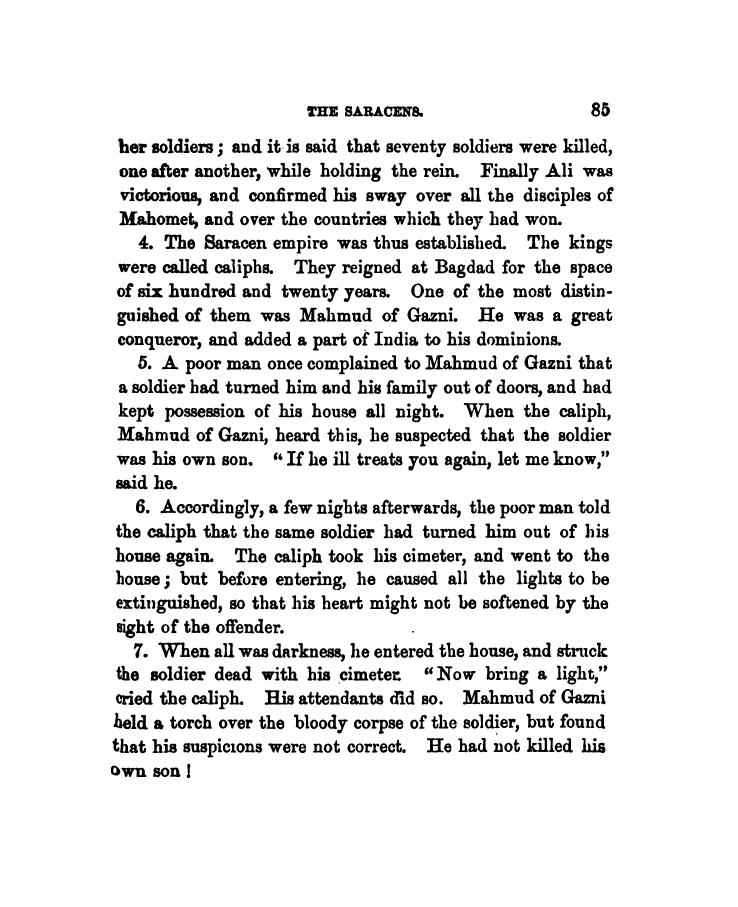 THE SARACENS. 85
her soldiers; and it is said that seventy soldiers were killed,
one after another, while holding the rein. Finally Ali was
victorious, and confirmed his sway over all the disciples of
Mahomet, and over the countries which they had won.
4. The Saracen empire was thus established. The kings
were called caliphs. They reigned at Bagdad for the space
of six hundred and twenty years. One of the most distin-
guished of them was Mahmud of Gazni. He was a great
conqueror, and added a part of India to his dominions.
5. A poor man once complained to Mahmud of Gazni that
a soldier had turned him and his family out of doors, and had
kept possession of his house all night. When the caliph,
Mahmud of Gazni, heard this, he suspected that the soldier
was his own son. "If he ill treats you again, let me know,"
said he.
6. Accordingly, a few nights afterwards, the poor man told
the caliph that the same soldier had turned him out of his
house again. The caliph took his cimeter, and went to the
house; but before entering, he caused all the lights to be
extinguished, so that his heart might not be softened by the
sight of the offender.
7. When all was darkness, he entered the house, and struck
the soldier dead with his cimeter. "Now bring a light,"
cried the caliph. His attendants did so. Mahmud of Gazni
held a torch over the bloody corpse of the soldier, but found
that his suspicions were not correct. He had not killed his
own son!